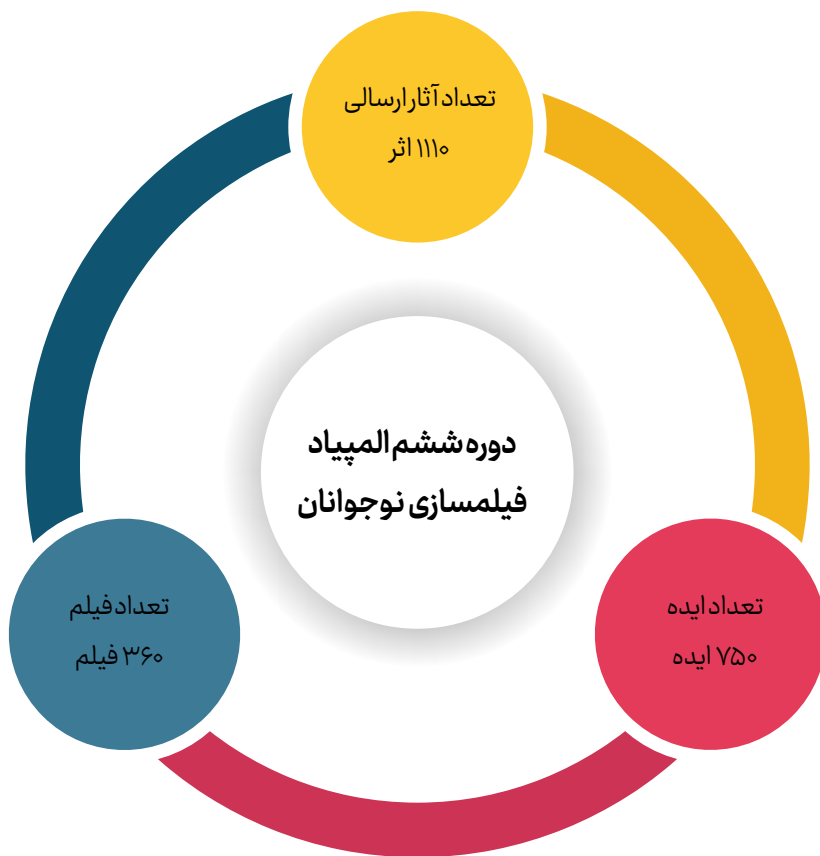 تعداد آثار ارسالی
۱۱۱۰ اثر
دوره ششم المپیاد
فیلمسازی نوجوانان
تعداد ایده
۷۵۰ ایده
تعداد فیلم
۳۶۰ فیلم